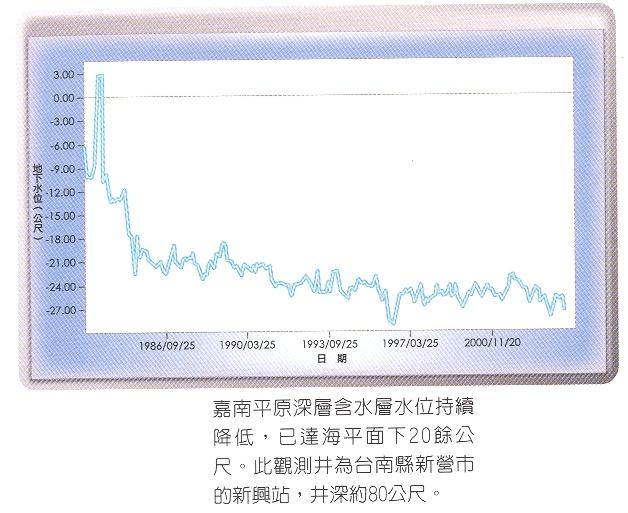 3.00
0.00
-3.00
-6.00
-9.00
-12.00
-15.00
-18.00
-21.00
-24.00
-27.00
地下水位(公尺)
1986/09/25
1990/03/25
1993/09/25
1997/03/25
2000/11/20
日 期
嘉南平原深層含水層水位持續
降低，已達海平面下20餘公
尺。此觀測井為台南縣新營市
的新興站，井深約80公尺。